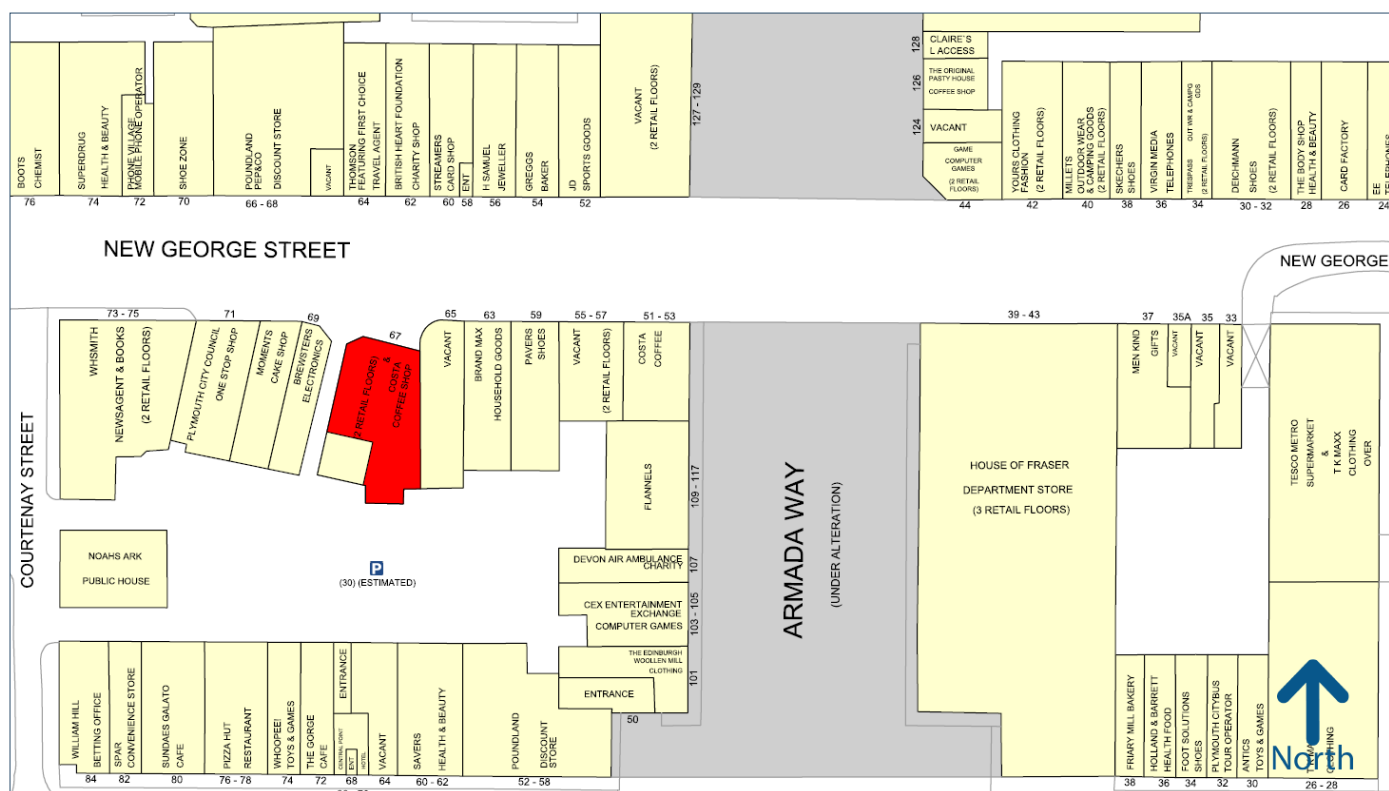 BOOTS
CHEMIST
76
SUPERDRUG
HEALTH & BEAUTY
74
PHONE VILLAGE
MOBILE PHONE OPERATOR
72
SHOE ZONE
70
POUNDLAND
PEP&CO
DISCOUNT STORE
66 - 68
VACANT
THOMSON
FEATURING FIRST CHOICE
TRAVEL AGENT
64
BRITISH HEART FOUNDATION
CHARITY SHOP
62
STREAMERS
CARD SHOP
60
ENT
58
H SAMUEL
JEWELLER
56
GREGGS
BAKER
54
JD
SPORTS GOODS
52
VACANT
(2 RETAIL FLOORS)
127 - 129
128
CLAIRE`S
L ACCESS
126
THE ORIGINAL
PASTY HOUSE
COFFEE SHOP
124
VACANT
GAME
COMPUTER
GAMES
(2 RETAIL
FLOORS)
44
YOURS CLOTHING
FASHION
(2 RETAIL FLOORS)
42
MILLETS
OUTDOOR WEAR
& CAMPING GOODS
(2 RETAIL FLOORS)
40
SKECHERS
SHOES
38
VIRGIN MEDIA
TELEPHONES
36
TRESPASS OUT WR & CAMPG
GDS
(2 RETAIL FLOORS)
34
DEICHMANN
SHOES
(2 RETAIL FLOORS)
30 - 32
THE BODY SHOP
HEALTH & BEAUTY
28
CARD FACTORY
26
EE
TELEPHONES
24
NEW GEORGE STREET
NEW GEORGE
73 - 75
WHSMITH
NEWSAGENT & BOOKS
(2 RETAIL FLOORS)
71
PLYMOUTH CITY COUNCIL
ONE STOP SHOP
MOMENTS
CAKE SHOP
69
BREWSTERS
ELECTRONICS
67
(2 RETAIL FLOORS)
&
COSTA
COFFEE SHOP
65
VACANT
63
BRAND MAX
HOUSEHOLD GOODS
59
PAVERS
SHOES
55 - 57
VACANT
(2 RETAIL FLOORS)
51 - 53
COSTA
COFFEE
39 - 43
HOUSE OF FRASER
DEPARTMENT STORE
(3 RETAIL FLOORS)
37
MEN KIND
GIFTS
35A
VACANT
35
VACANT
33
VACANT
TESCO METRO
SUPERMARKET
&
T K MAXX
CLOTHING
OVER
COURTENAY STREET
FLANNELS
109 - 117
ARMADA WAY
(UNDER ALTERATION)
NOAHS ARK
PUBLIC HOUSE
P
(30) (ESTIMATED)
DEVON AIR AMBULANCE
CHARITY
107
CEX ENTERTAINMENT
EXCHANGE
COMPUTER GAMES
103 - 105
THE EDINBURGH
WOOLLEN MILL
CLOTHING
101
ENTRANCE
50
WILLIAM HILL
BETTING OFFICE
84
SPAR
CONVENIENCE STORE
82
SUNDAES GALATO
CAFE
80
PIZZA HUT
RESTAURANT
76 - 78
WHOOPEE!
TOYS & GAMES
74
THE GORGE
CAFE
72
ENTRANCE
CENTRAL POINT
ENT
HOTEL
68
VACANT
64
SAVERS
HEALTH & BEAUTY
60 - 62
POUNDLAND
DISCOUNT
STORE
52 - 58
FRIARY MILL BAKERY
38
HOLLAND & BARRETT
HEALTH FOOD
36
FOOT SOLUTIONS
SHOES
34
PLYMOUTH CITYBUS
TOUR OPERATOR
32
ANTICS
TOYS & GAMES
30
CLOTHING
26 - 28
North